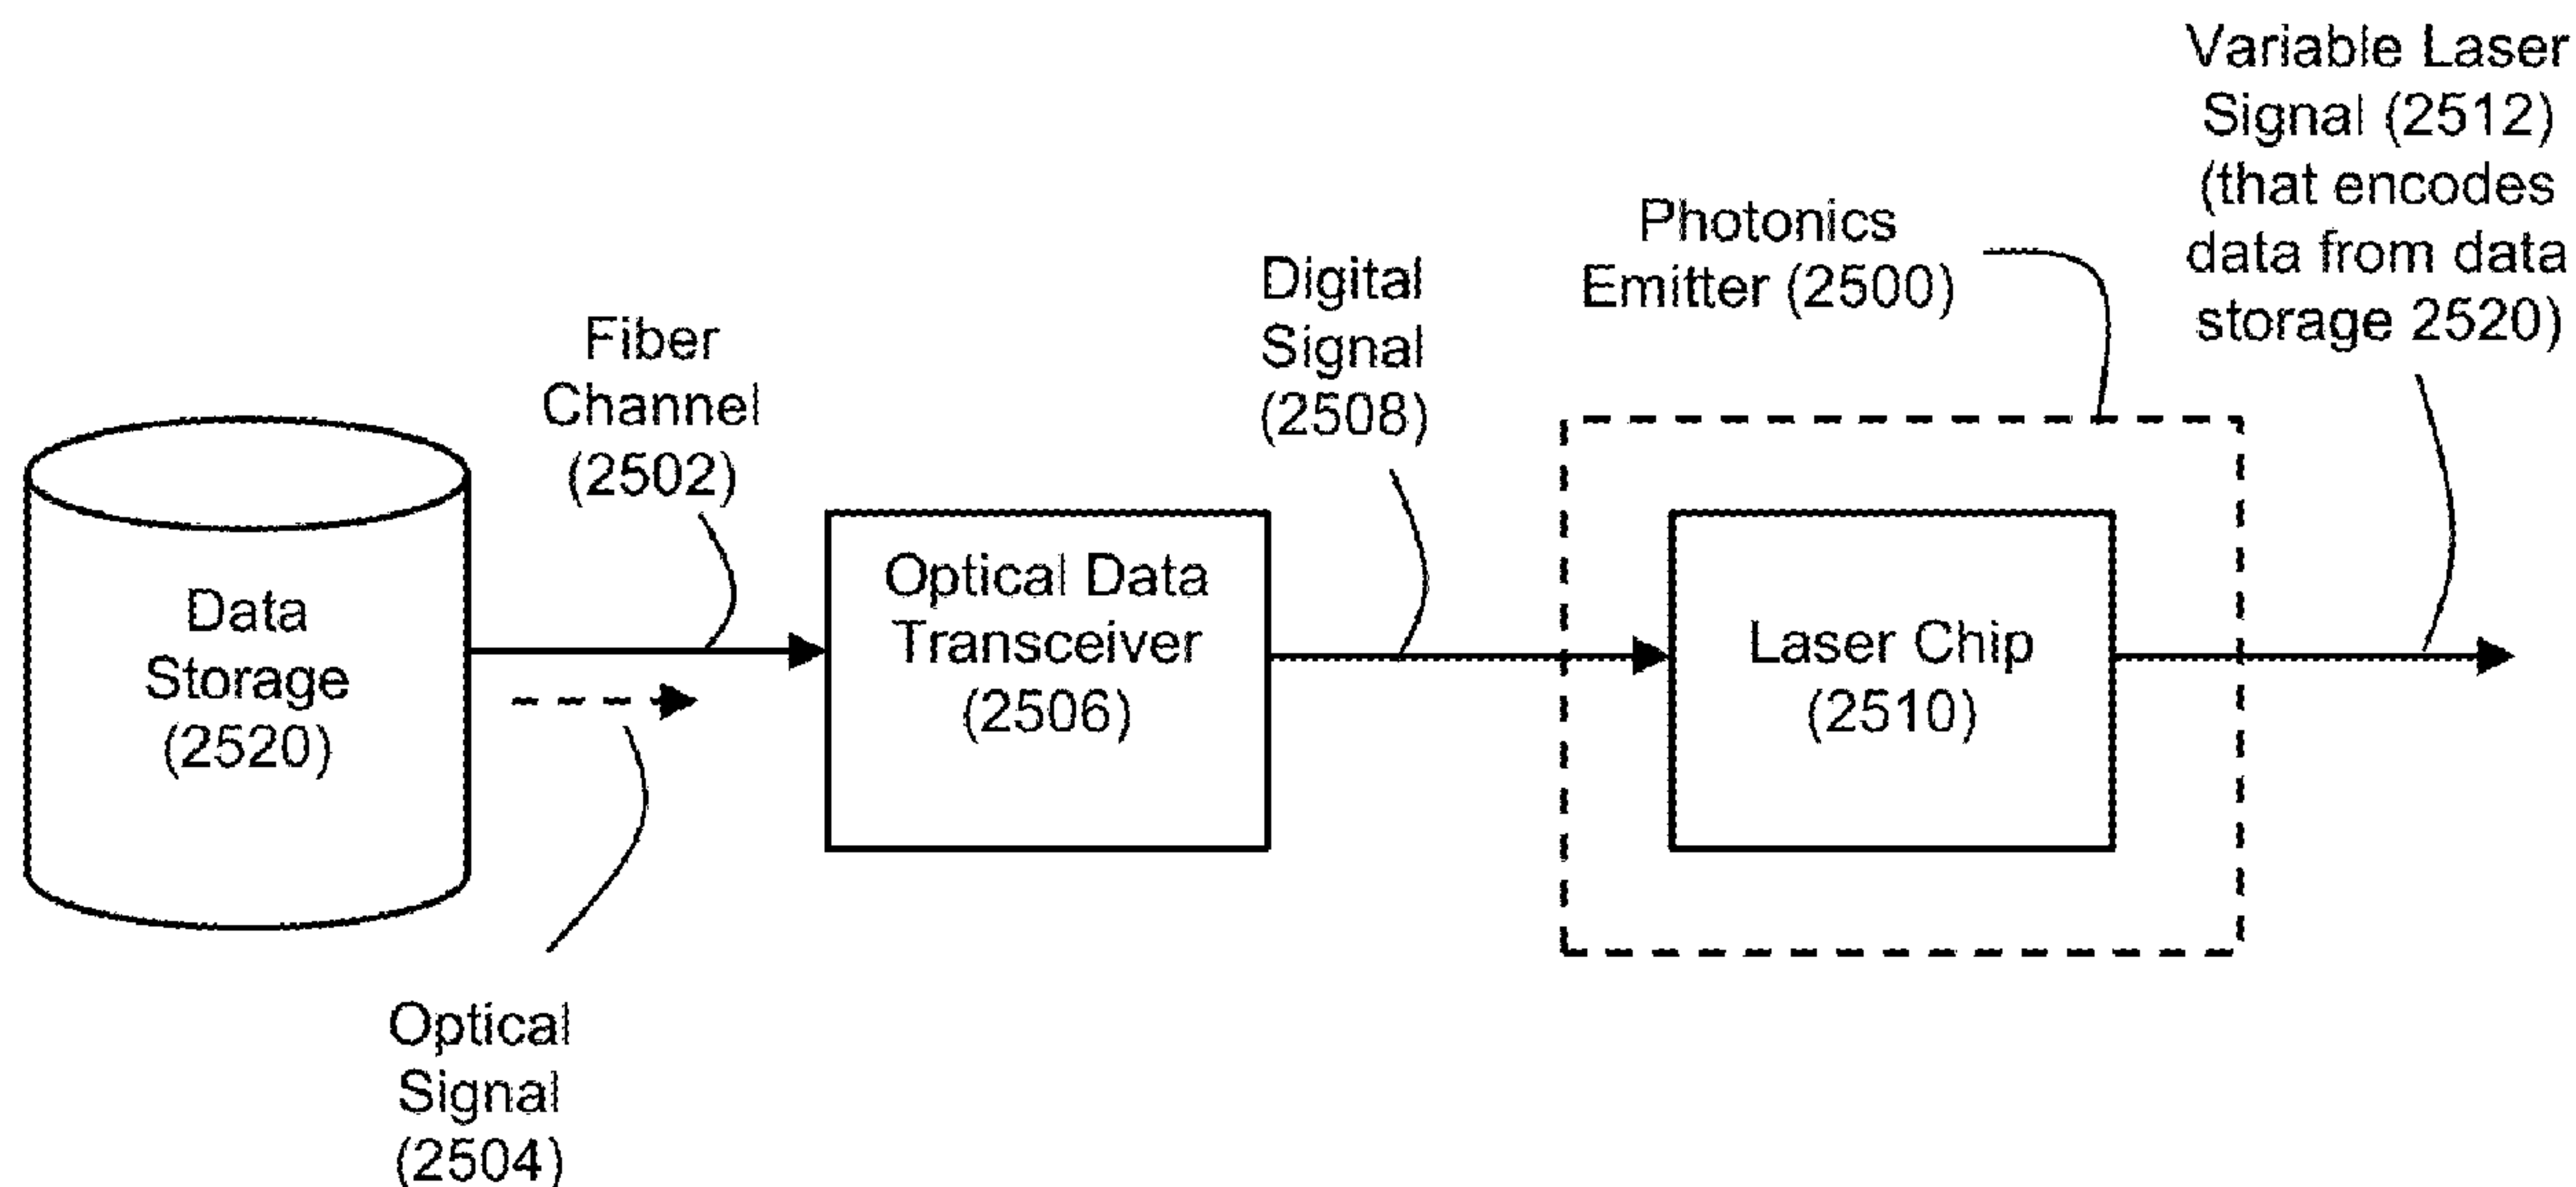 Variable Laser
Signal (2512)
(that encodes
data from data
storage 2520)
Photonics
Emitter (2500)
Digital
Signal
(2508)
Fiber
Channel
(2502)
Data
Storage
(2520)
Optical Data
Transceiver
(2506)
Laser Chip
(2510)
Optical
Signal
(2504)